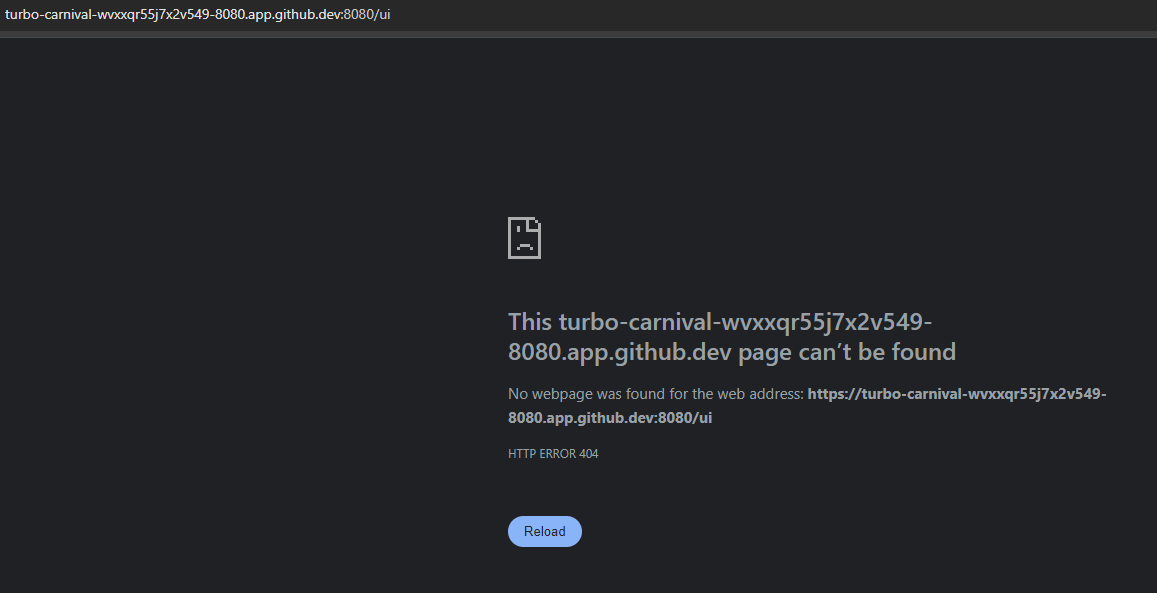 turbo-carnival-wvxxqr55j7x2v549-8080.app.github.dev:8080/ui
This turbo-carnival-wvxxqr55j7x2v549-
8080.app.github.dev page can’t be found
No webpage was found for the web address: https://turbo-carnival-wvxxqr55j7x2v549-
8080.app.github.dev:8080/ui
HTTP ERROR 404
Reload